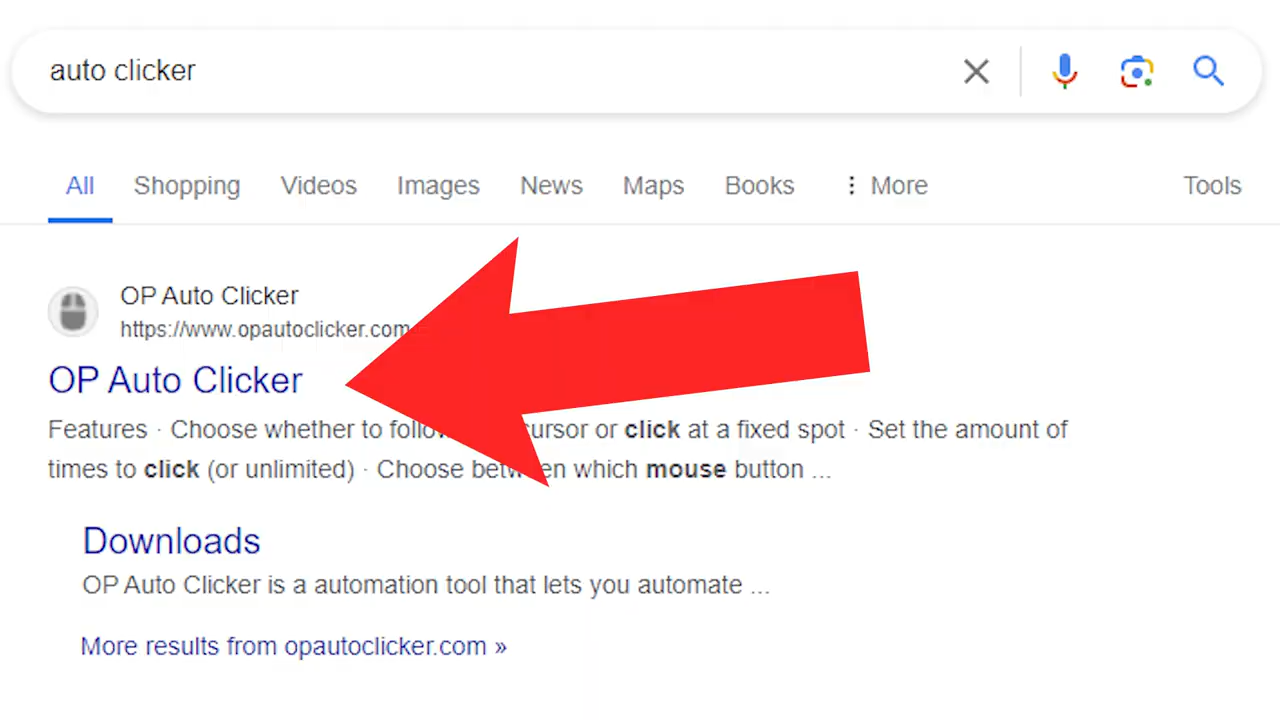 auto clicker
All Shopping Videos Images News Maps Books More Tools
OP Auto Clicker
https://www.opautoclicker.com
OP Auto Clicker
Features · Choose whether to follow cursor or click at a fixed spot · Set the amount of
times to click (or unlimited) · Choose between which mouse button ...
Downloads
OP Auto Clicker is a automation tool that lets you automate ...
More results from opautoclicker.com »